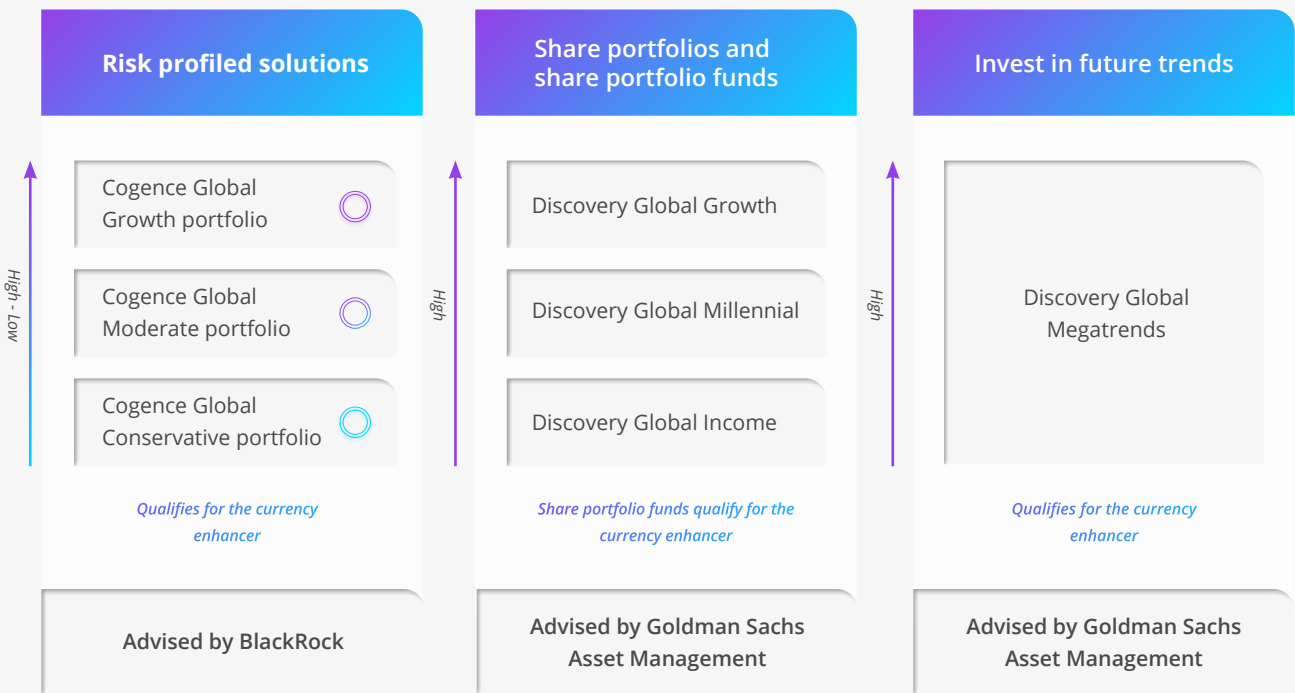 Risk profiled solutions
High - Low
Cogence Global
Growth portfolio
Cogence Global
Moderate portfolio
Cogence Global
Conservative portfolio
Qualifies for the currency
enhancer
Advised by BlackRock
Share portfolios and
share portfolio funds
High
Discovery Global Growth
Discovery Global Millennial
Discovery Global Income
Share portfolio funds qualify for the
currency enhancer
Advised by Goldman Sachs
Asset Management
Invest in future trends
High
Discovery Global
Megatrends
Qualifies for the currency
enhancer
Advised by Goldman Sachs
Asset Management